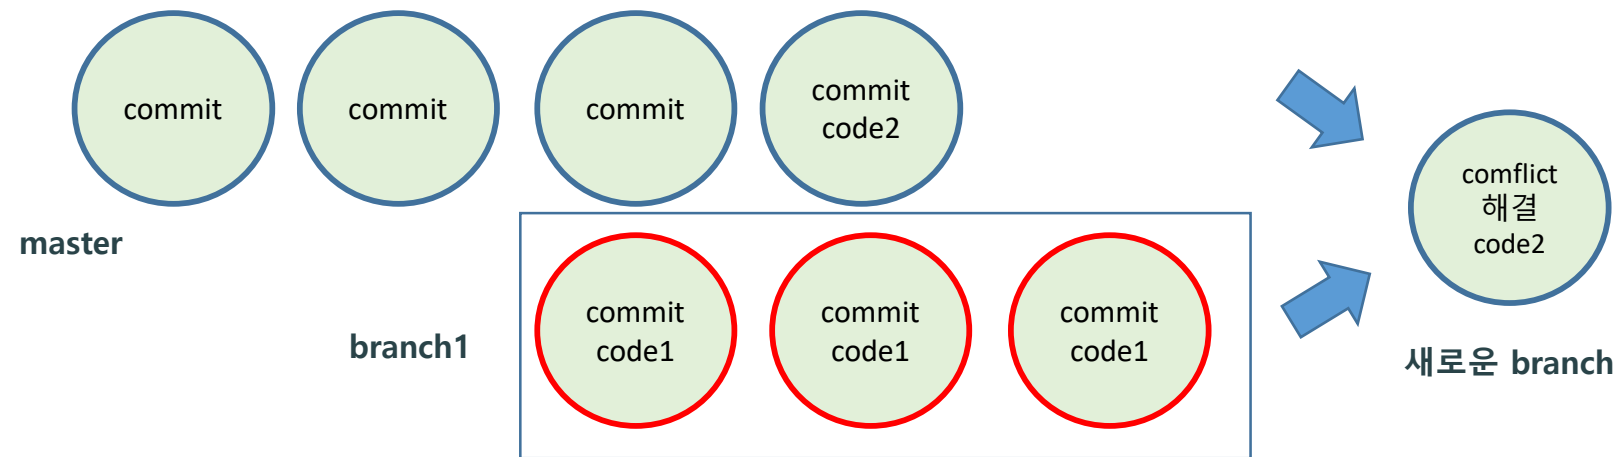 commit
commit
commit
commit
code2
master
branch1
commit
code1
commit
code1
commit
code1
comflict
해결
code2
새로운 branch